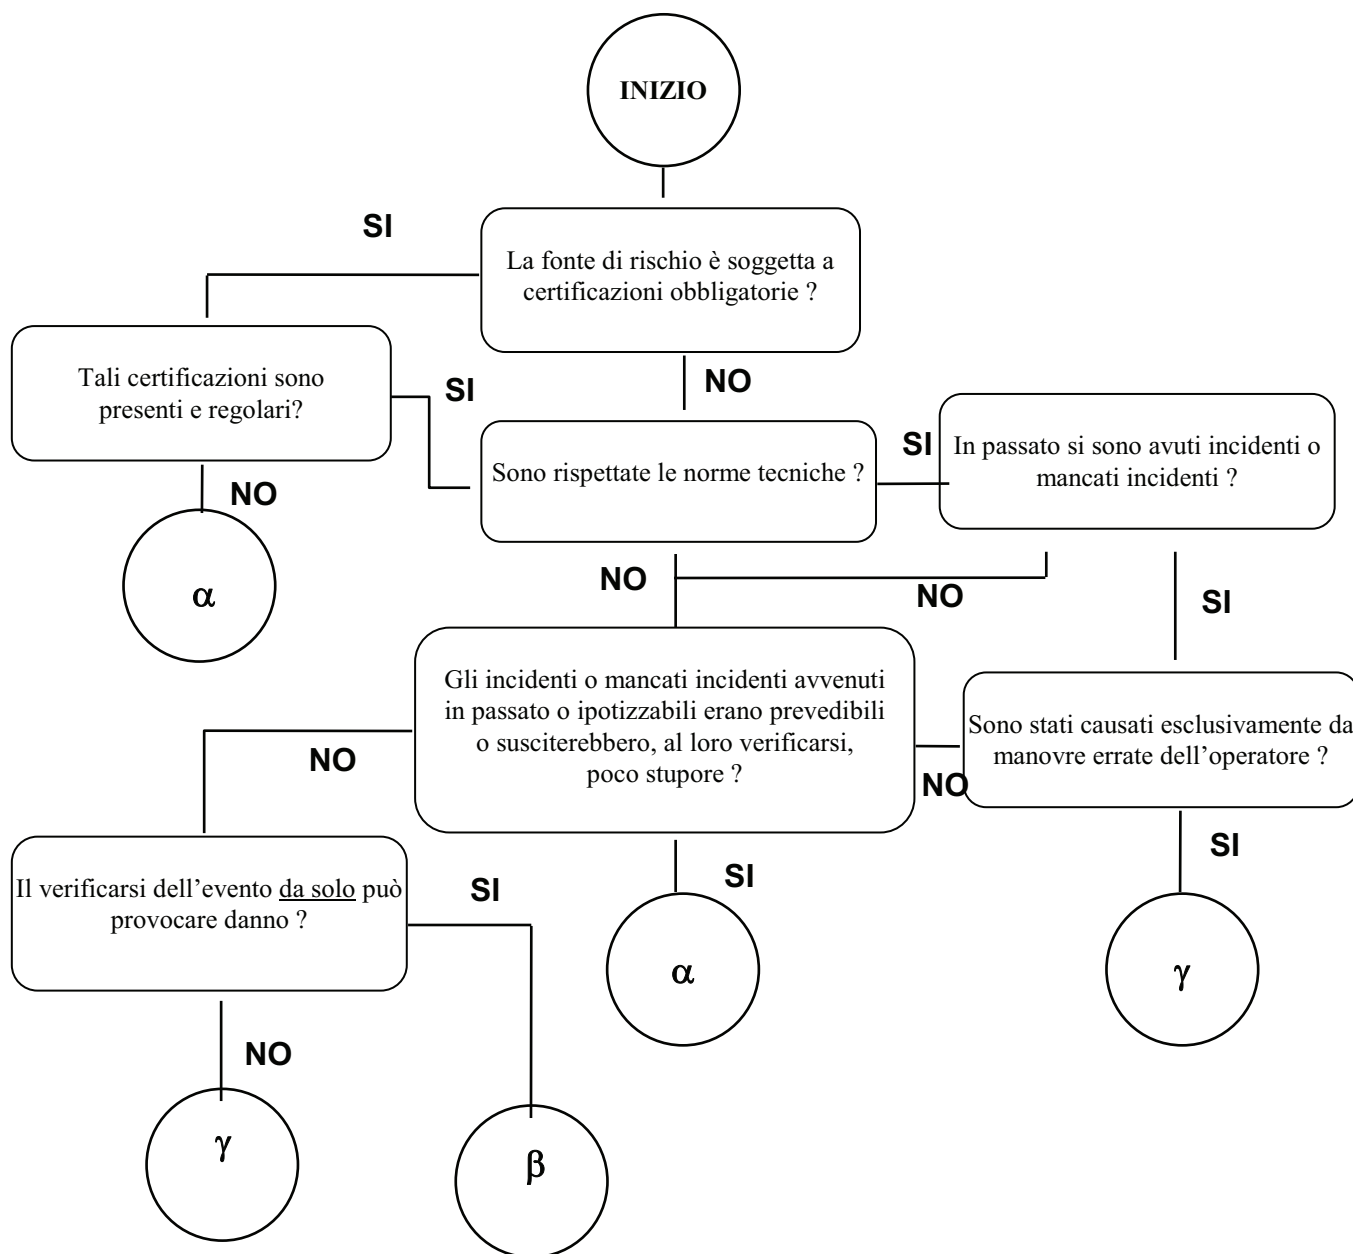 INIZIO
SI
La fonte di rischio è soggetta a
certificazioni obbligatorie ?
Tali certificazioni sono
presenti e regolari?
SI
NO
SI
In passato si sono avuti incidenti o
mancati incidenti ?
Sono rispettate le norme tecniche ?
NO
α
NO
NO
SI
Gli incidenti o mancati incidenti avvenuti
in passato o ipotizzabili erano prevedibili
o susciterebbero, al loro verificarsi,
poco stupore ?
Sono stati causati esclusivamente da
manovre errate dell’operatore ?
NO
NO
SI
SI
SI
Il verificarsi dell’evento da solo può
provocare danno ?
α
γ
NO
γ
β